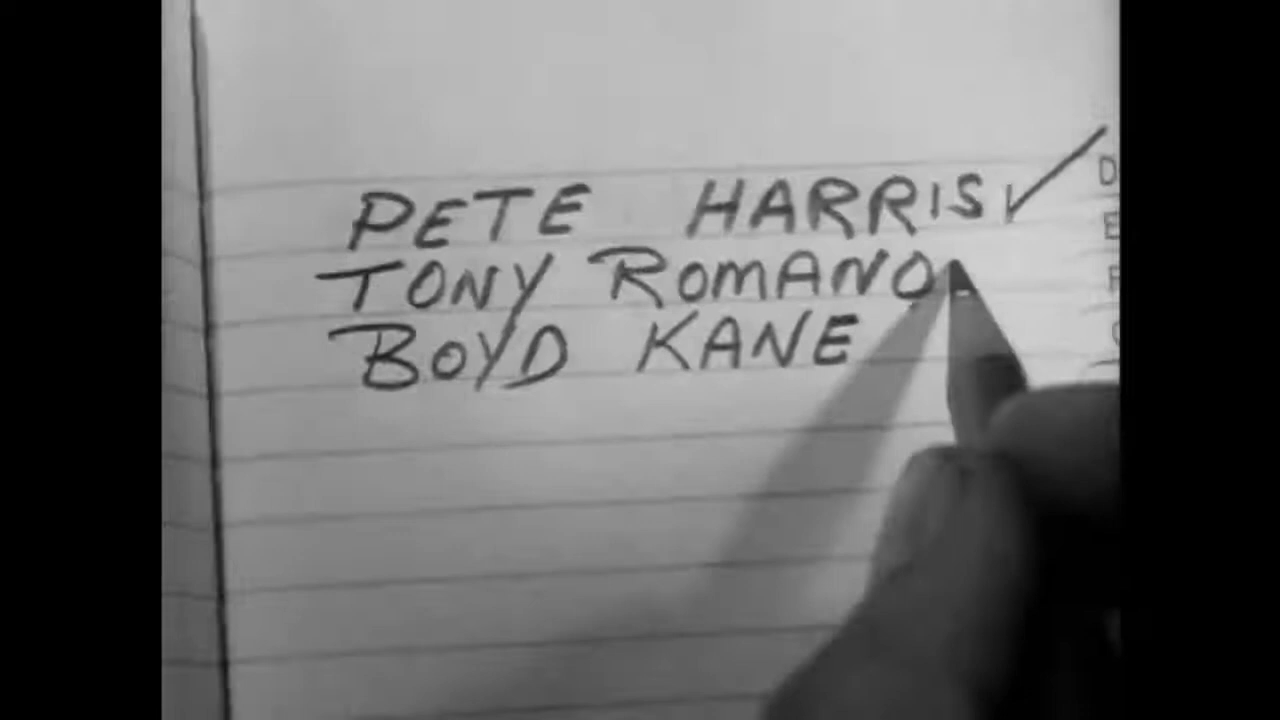 PETE HARRIS ✓
TONY ROMANO
BOYD KANE
D
E
F